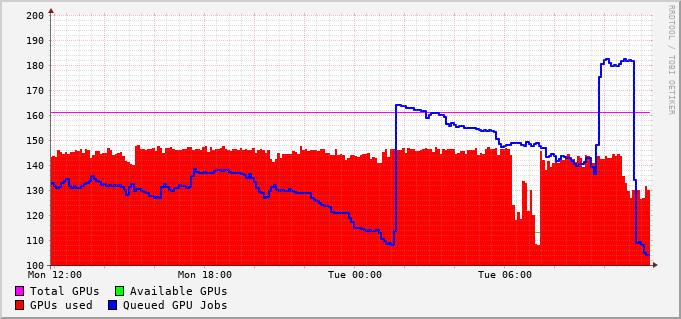 200
190
180
170
160
150
140
130
120
110
100
Mon 12:00 Mon 18:00 Tue 00:00 Tue 06:00
Total GPUs Available GPUs
GPUs used Queued GPU Jobs
RRDTOOL / TOBI OETIKER